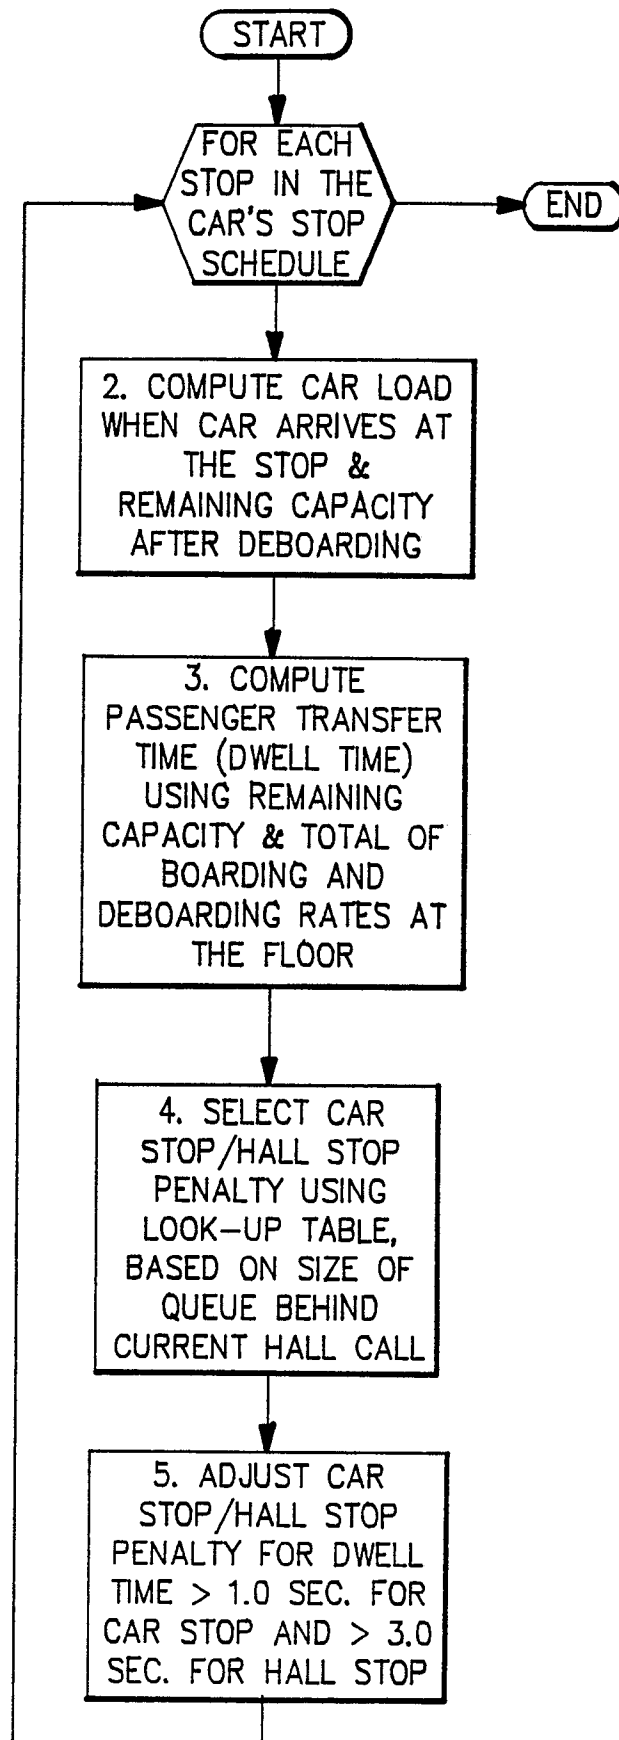 START
FOR EACH
STOP IN THE
CAR'S STOP
SCHEDULE
END
2. COMPUTE CAR LOAD
WHEN CAR ARRIVES AT
THE STOP &
REMAINING CAPACITY
AFTER DEBOARDING
3. COMPUTE
PASSENGER TRANSFER
TIME (DWELL TIME)
USING REMAINING
CAPACITY & TOTAL OF
BOARDING AND
DEBOARDING RATES AT
THE FLOOR
4. SELECT CAR
STOP/HALL STOP
PENALTY USING
LOOK-UP TABLE,
BASED ON SIZE OF
QUEUE BEHIND
CURRENT HALL CALL
5. ADJUST CAR
STOP/HALL STOP
PENALTY FOR DWELL
TIME > 1.0 SEC. FOR
CAR STOP AND > 3.0
SEC. FOR HALL STOP